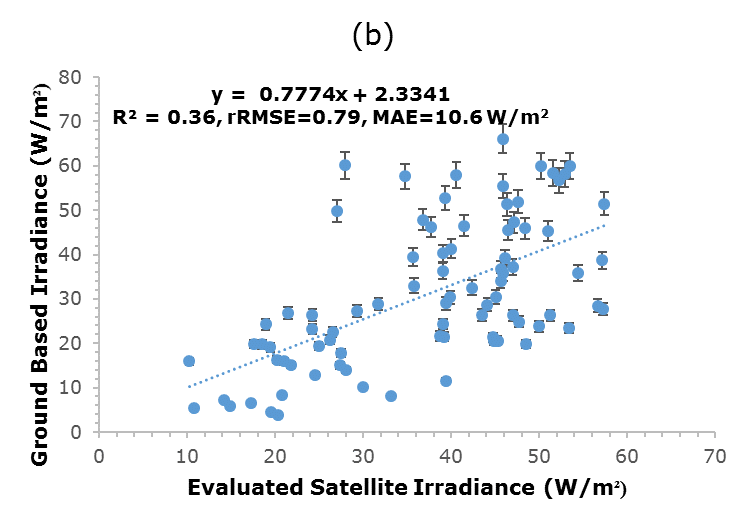 (b)
y = 0.7774x + 2.3341
R² = 0.36, rRMSE=0.79, MAE=10.6 W/m²
Ground Based Irradiance (W/m²)
80
70
60
50
40
30
20
10
0
0 10 20 30 40 50 60 70
Evaluated Satellite Irradiance (W/m²)